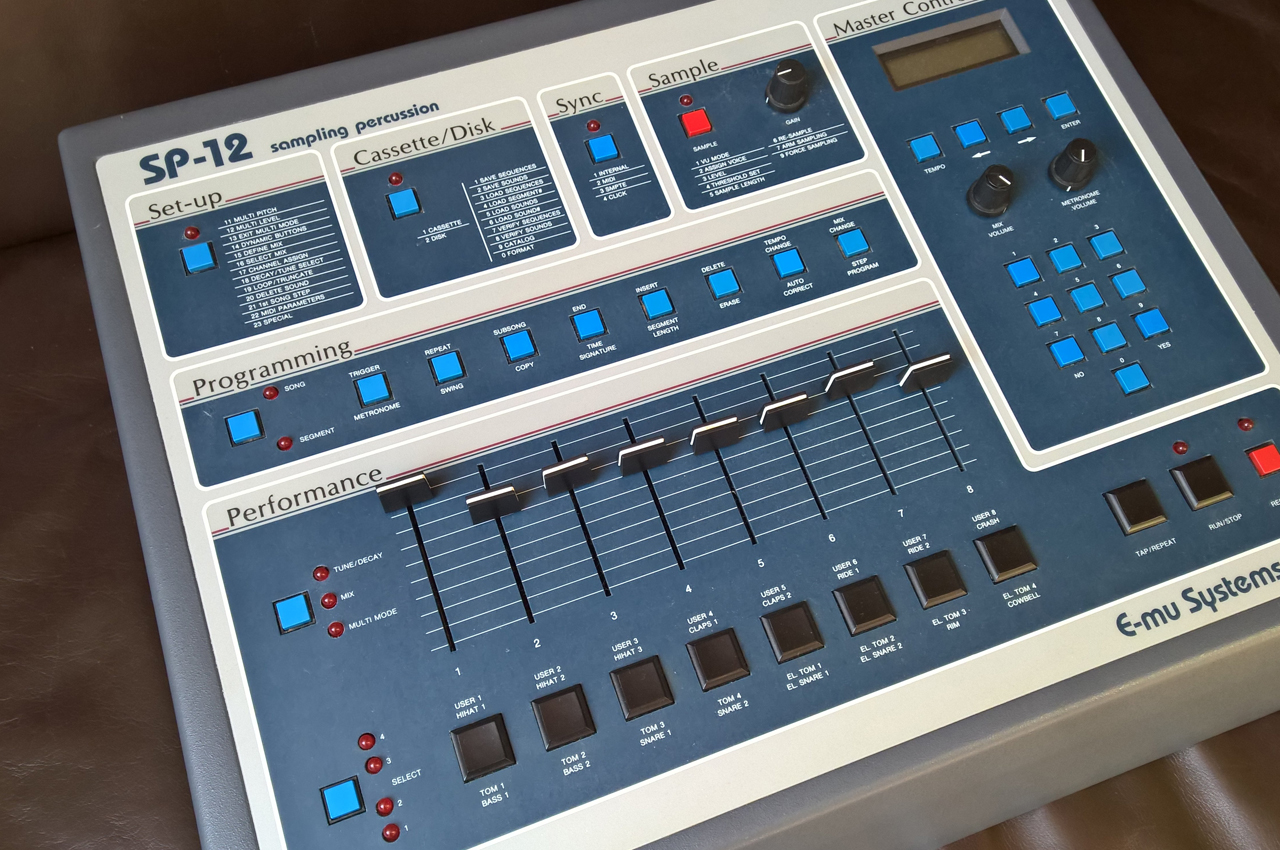 SP-12 sampling percussion
Set-up
11 MULTI PITCH
12 MULTI LEVEL
13 EXIT MULTI MODE
14 DYNAMIC BUTTONS
15 DEFINE MIX
16 SELECT MIX
17 CHANNEL ASSIGN
18 DECAY/TUNE SELECT
19 LOOP/TRUNCATE
20 DELETE SOUND
21 1st SONG STEP
22 MIDI PARAMETERS
23 SPECIAL
Cassette/Disk
1 CASSETTE
2 DISK
1 SAVE SEQUENCES
2 SAVE SOUNDS
3 LOAD SEQUENCES
4 LOAD SEGMENT#
5 LOAD SOUNDS
6 LOAD SOUND#
7 VERIFY SEQUENCES
8 VERIFY SOUNDS
9 CATALOG
0 FORMAT
Sync
1 INTERNAL
2 MIDI
3 SMPTE
4 CLICK
Sample
SAMPLE
GAIN
1 VU MODE
2 ASSIGN VOICE
3 LEVEL
4 THRESHOLD SET
5 SAMPLE LENGTH
6 RE-SAMPLE
7 ARM SAMPLING
9 FORCE SAMPLING
Master
TEMPO
ENTER
MIX
VOLUME
METRONOME
VOLUME
1
2
3
4
5
6
7
8
9
NO
0
YES
Programming
SONG
SEGMENT
TRIGGER
METRONOME
REPEAT
SWING
SUBSONG
COPY
END
TIME
SIGNATURE
INSERT
SEGMENT
LENGTH
DELETE
ERASE
TEMPO
CHANGE
AUTO
CORRECT
MIX
CHANGE
STEP
PROGRAM
Performance
TUNE/DECAY
MIX
MULTI MODE
1
2
3
4
5
6
7
8
USER 1
HIHAT 1
TOM 1
BASS 1
USER 2
HIHAT 2
TOM 2
BASS 2
USER 3
HIHAT 3
TOM 3
SNARE 1
USER 4
CLAPS 1
TOM 4
SNARE 2
USER 5
CLAPS 2
EL TOM 1
EL SNARE 1
USER 6
RIDE 1
EL TOM 2
EL SNARE 2
USER 7
RIDE 2
EL TOM 3
RIM
USER 8
CRASH
EL TOM 4
COWBELL
4
3
SELECT
2
1
TAP/REPEAT
RUN/STOP
E-mu Systems